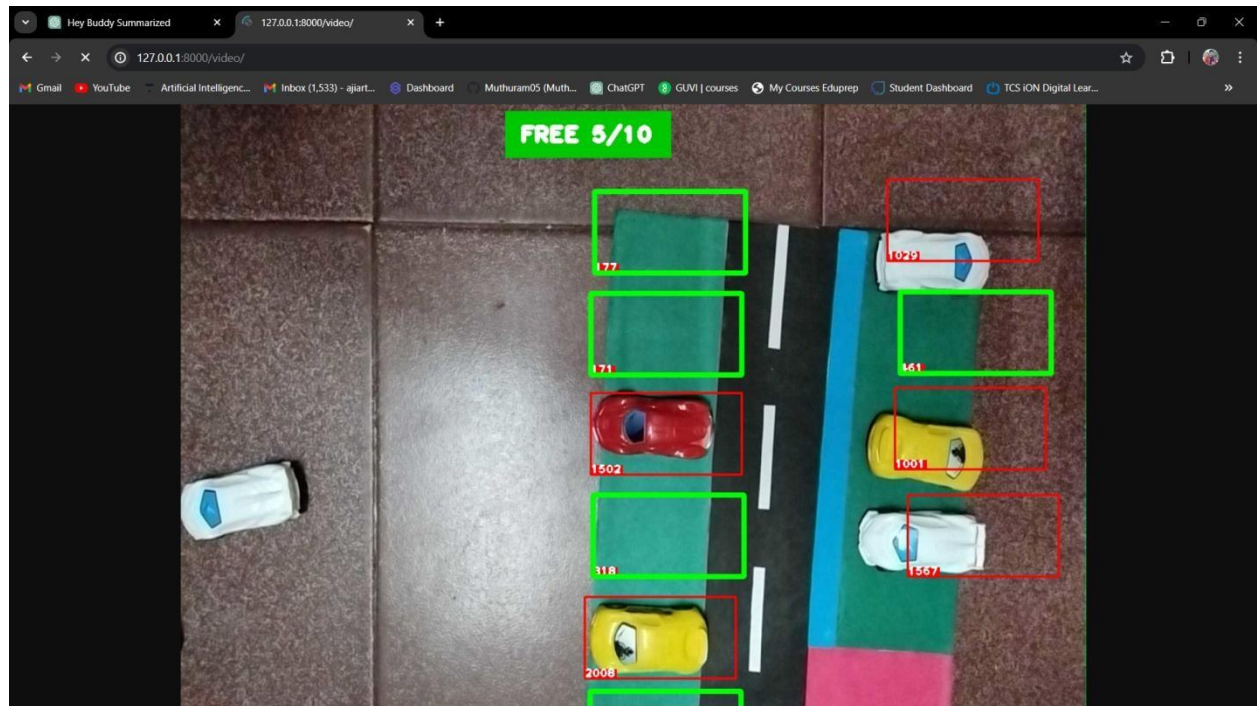 Hey Buddy Summarized
127.0.0.1:8000/video/
127.0.0.1:8000/video/
Gmail YouTube Artificial Intelligenc... Inbox (1,533) - ajiart... Dashboard Muthuram05 (Muth... ChatGPT GUVI | courses My Courses Eduprep Student Dashboard TCS iON Digital Lear...
FREE 5/10
177
1029
171
461
1502
1001
318
1567
2008